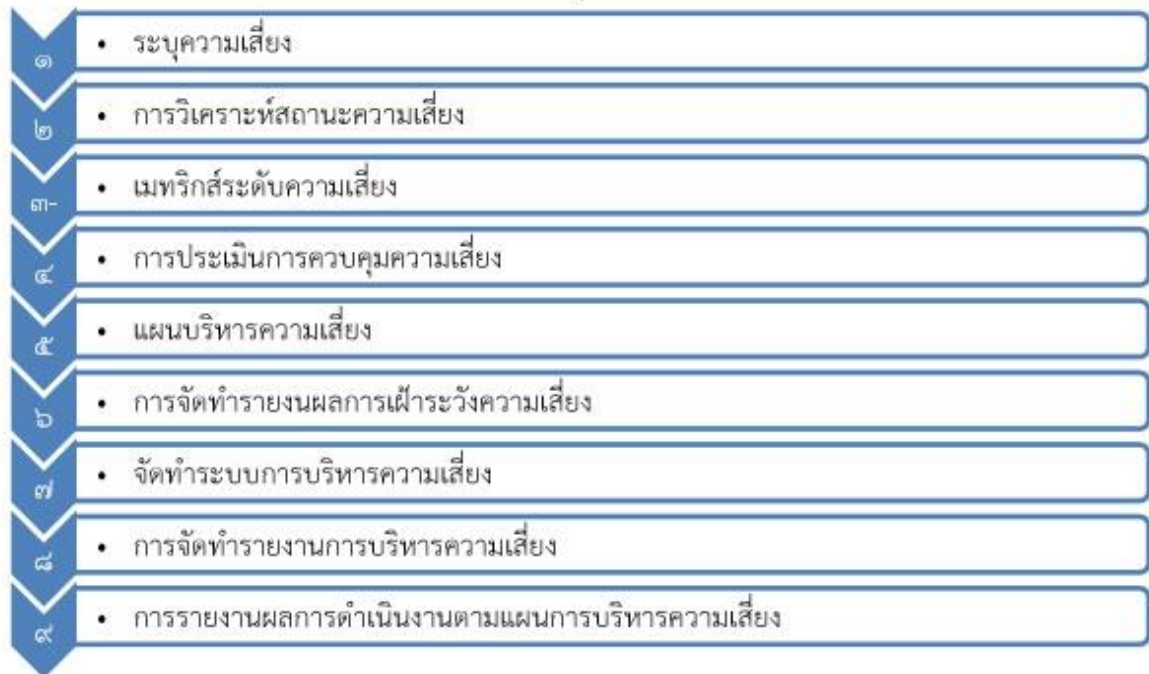 ๑ • ระบุความเสี่ยง
๒ • การวิเคราะห์สถานะความเสี่ยง
๓- • เมทริกส์ระดับความเสี่ยง
๔ • การประเมินการควบคุมความเสี่ยง
๕ • แผนบริหารความเสี่ยง
๖ • การจัดทำรายงนผลการเฝ้าระวังความเสี่ยง
๗ • จัดทำระบบการบริหารความเสี่ยง
๘ • การจัดทำรายงานการบริหารความเสี่ยง
๙ • การรายงานผลการดำเนินงานตามแผนการบริหารความเสี่ยง